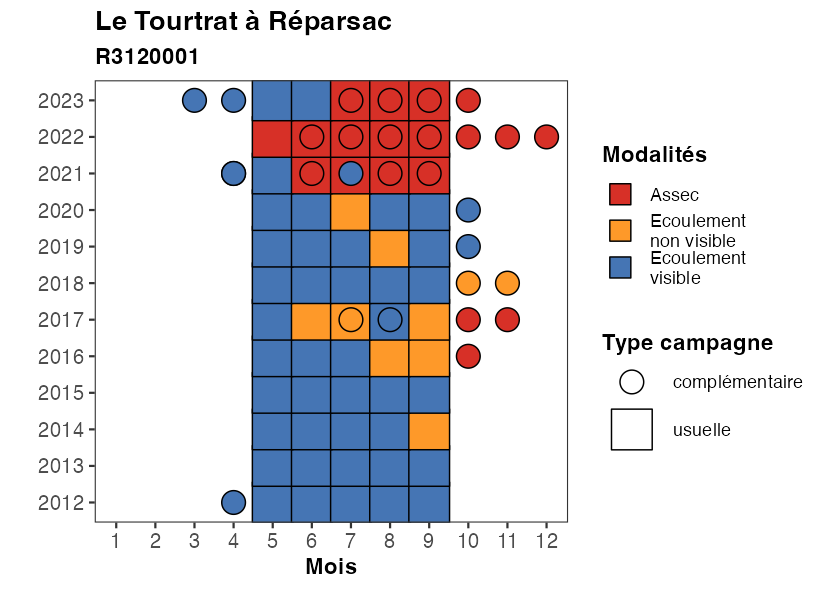 Le Tourtrat à Réparsac
R3120001
2023
2022
2021
2020
2019
2018
2017
2016
2015
2014
2013
2012
1 2 3 4 5 6 7 8 9 10 11 12
Mois
Modalités
Assec
Ecoulement
non visible
Ecoulement
visible
Type campagne
complémentaire
usuelle